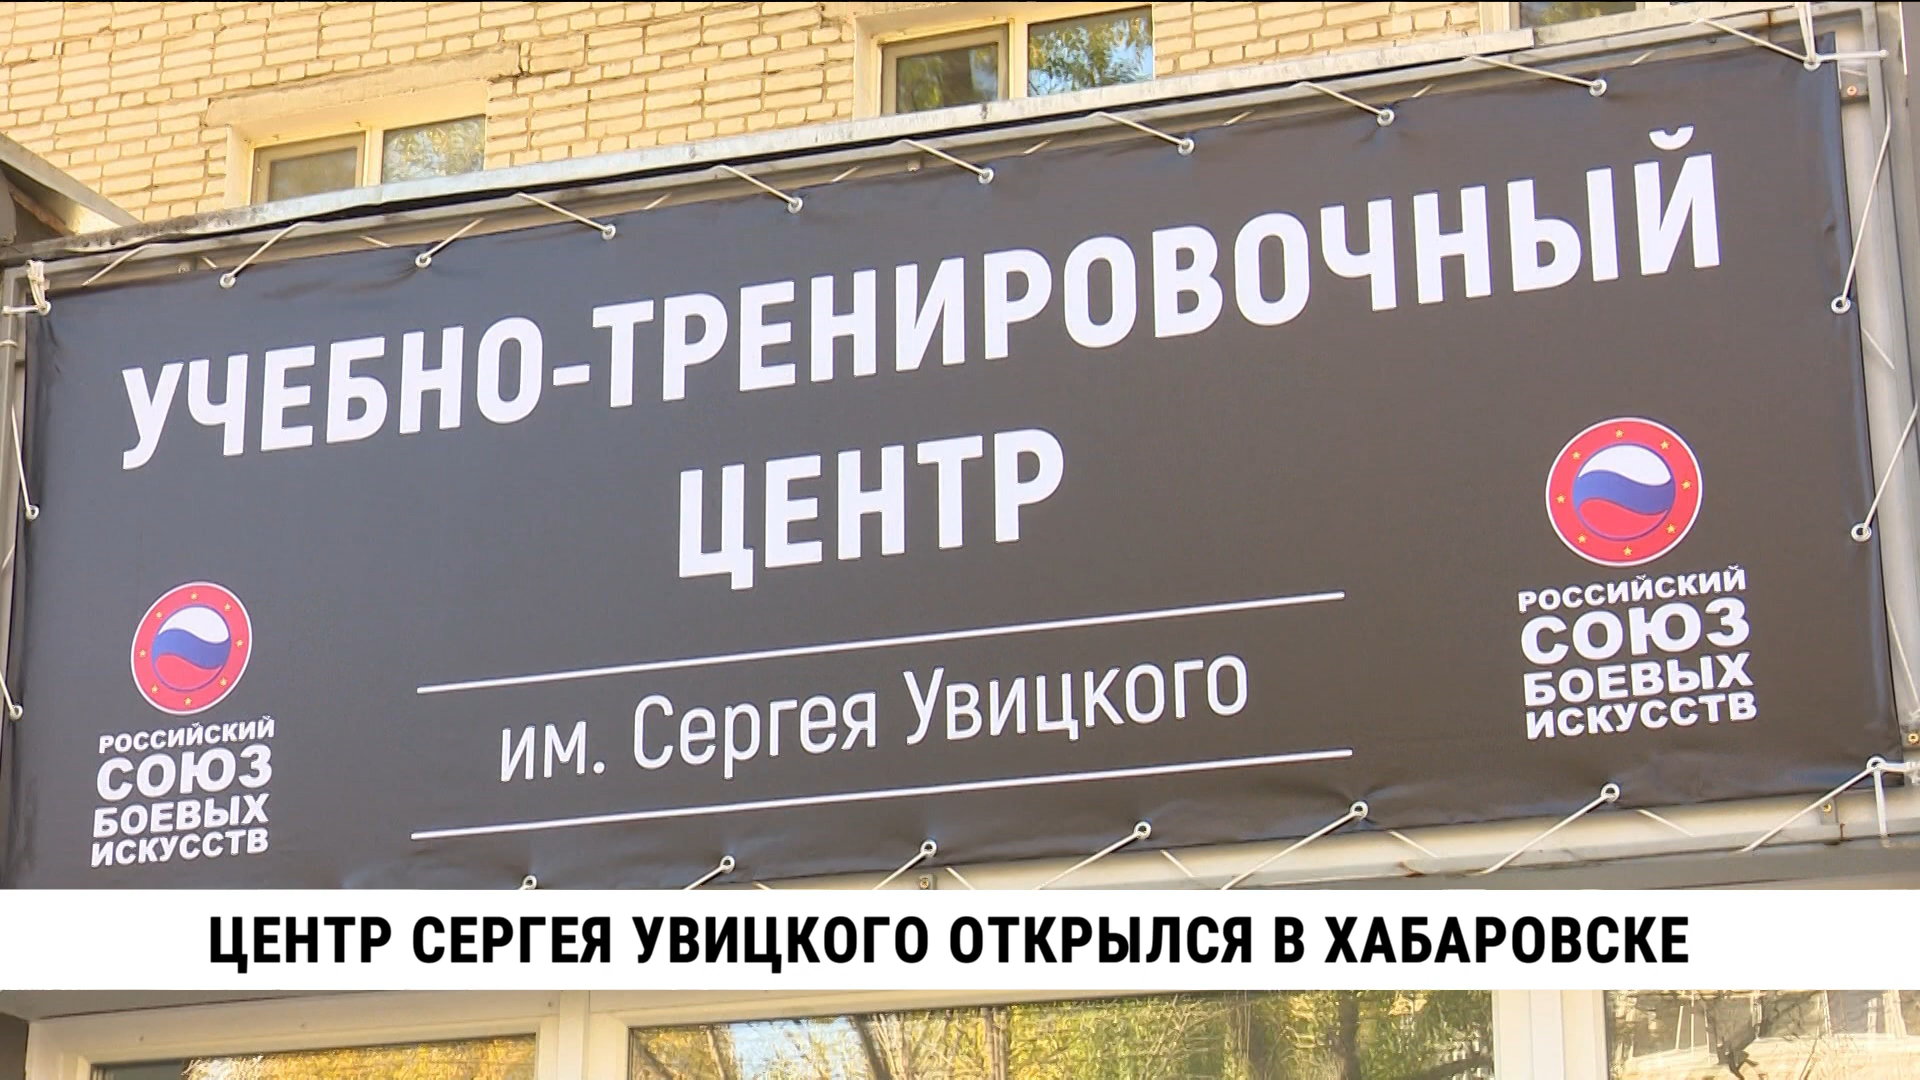 УЧЕБНО-ТРЕНИРОВОЧНЫЙ
ЦЕНТР
им. Сергея Увицкого
РОССИЙСКИЙ
СОЮЗ
БОЕВЫХ
ИСКУССТВ
РОССИЙСКИЙ
СОЮЗ
БОЕВЫХ
ИСКУССТВ
ЦЕНТР СЕРГЕЯ УВИЦКОГО ОТКРЫЛСЯ В ХАБАРОВСКЕ